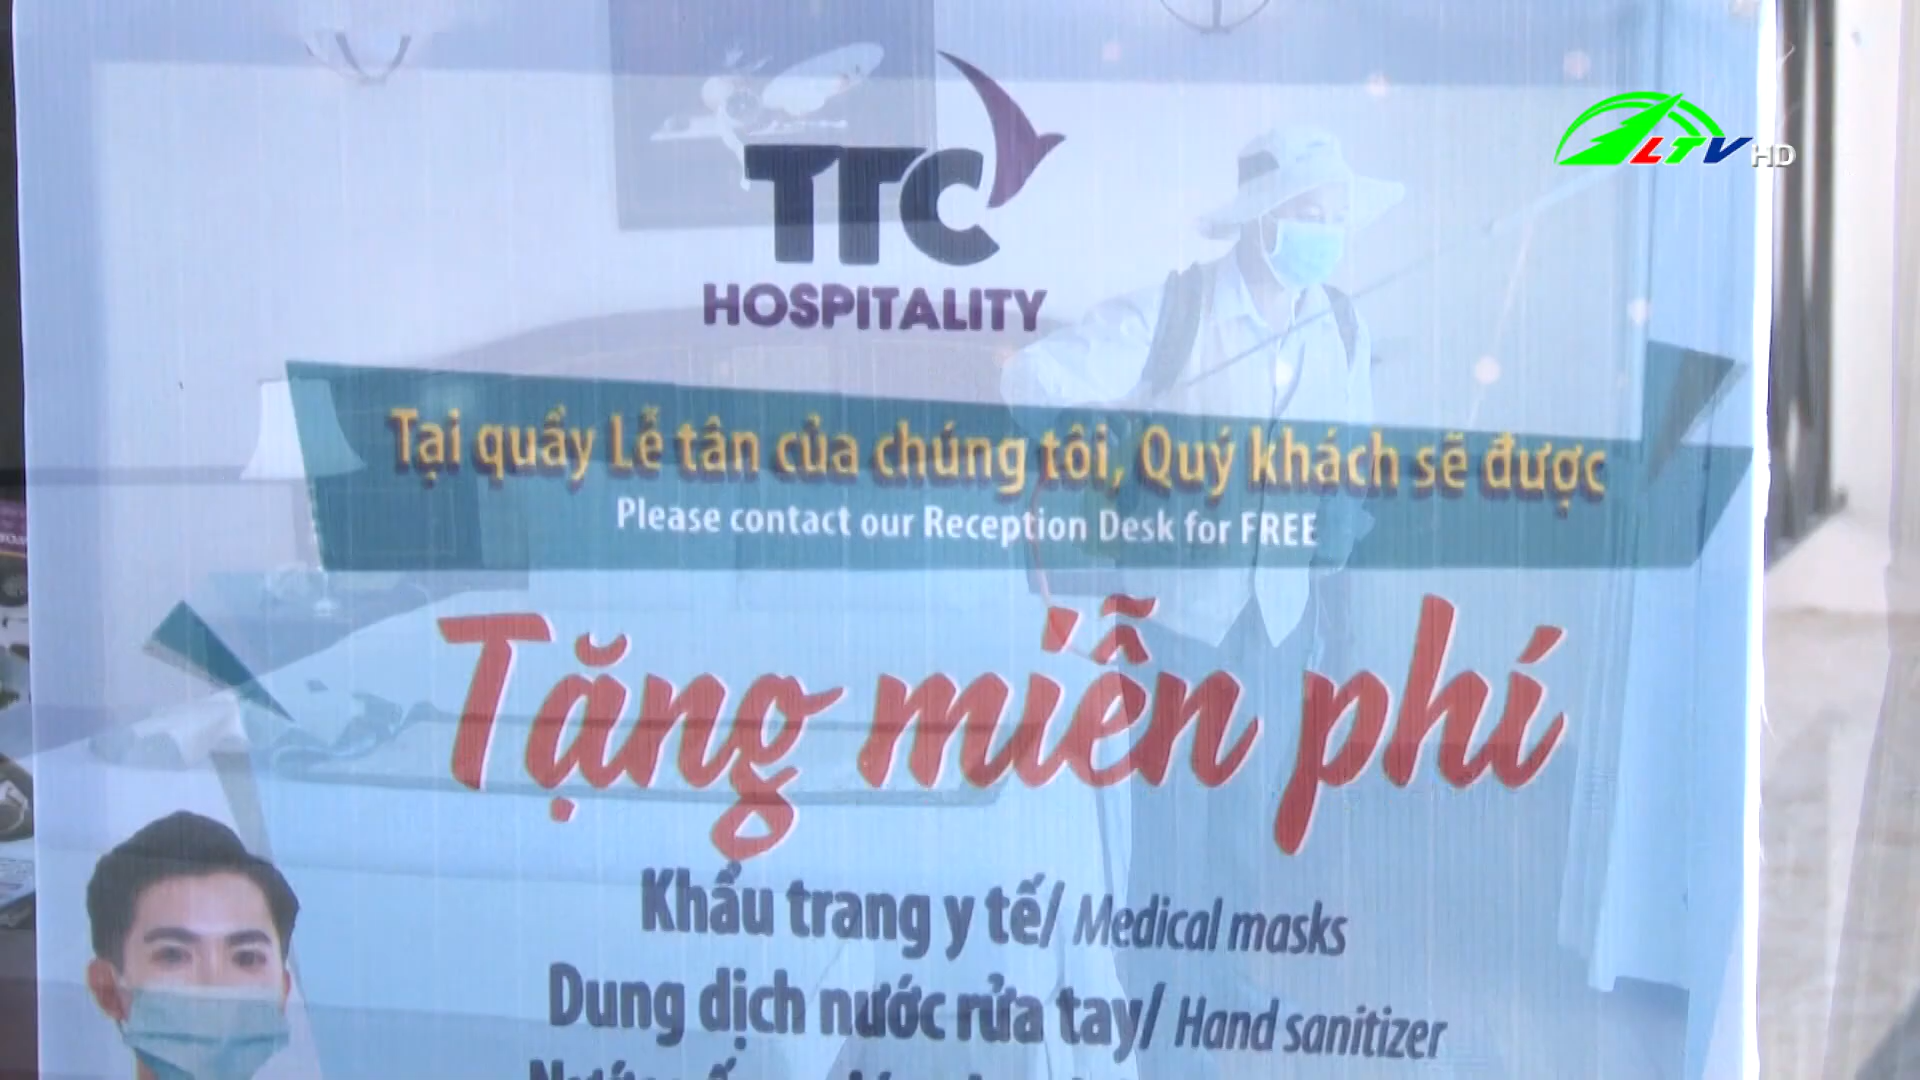 TTC
HOSPITALITY
LTV HD
Tại quầy Lễ tân của chúng tôi, Quý khách sẽ được
Please contact our Reception Desk for FREE
Tặng miễn phí
Khẩu trang y tế/ Medical masks
Dung dịch nước rửa tay/ Hand sanitizer